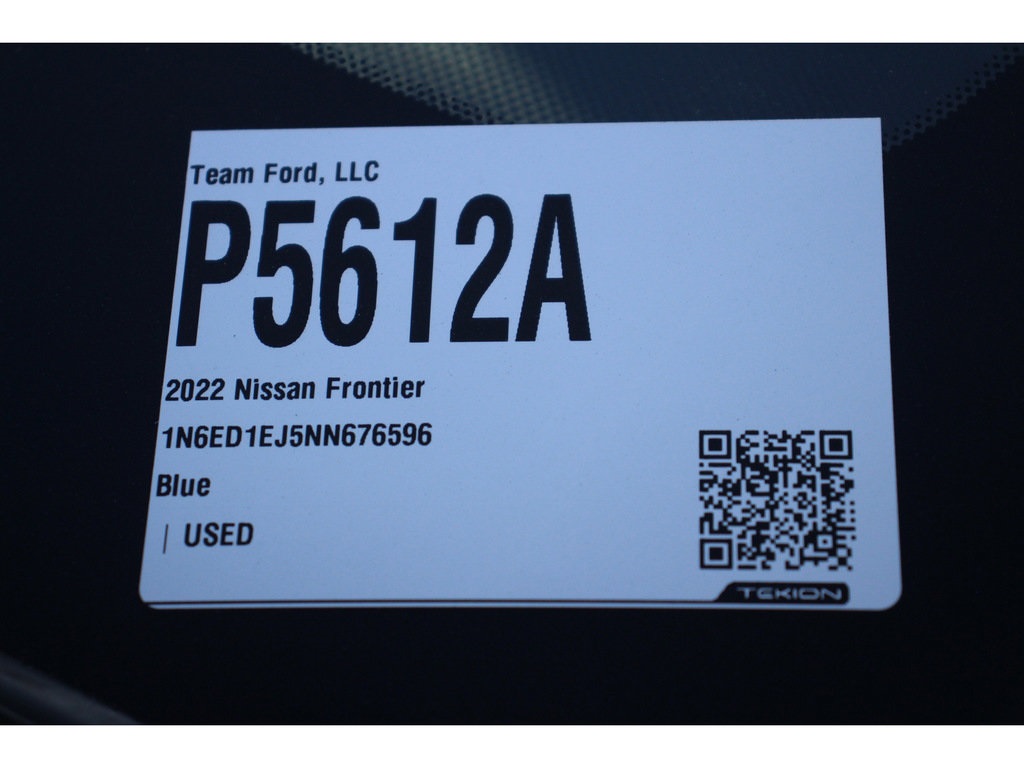 Team Ford, LLC
P5612A
2022 Nissan Frontier
1N6ED1EJ5NN676596
Blue
| USED
TEKION